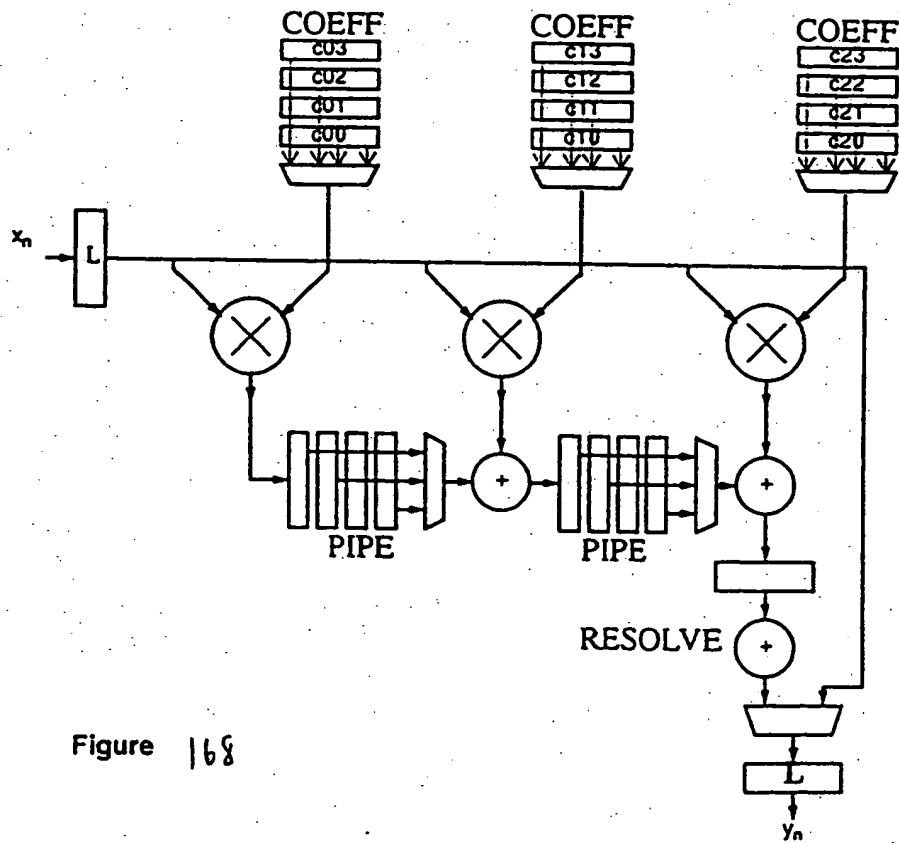 COEFF COEFF COEFF
c03 c13 c23
c02 c12 c22
c01 c11 c21
c00 c10 c20
xₙ
L
+ +
PIPE PIPE
RESOLVE +
Figure 168
L
yₙ